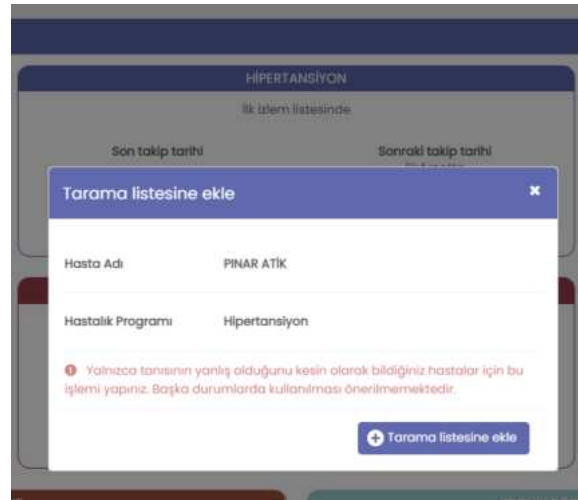 HİPERTANSİYON
İlk izlem listesinde
Son takip tarihi
Sonraki takip tarihi
Tarama listesine ekle
Hasta Adı PINAR ATİK
Hastalık Programı Hipertansiyon
Yalnızca tanısının yanlış olduğunu kesin olarak bildiğiniz hastalar için bu
işlemi yapınız. Başka durumlarda kullanılması önerilmemektedir.
Tarama listesine ekle